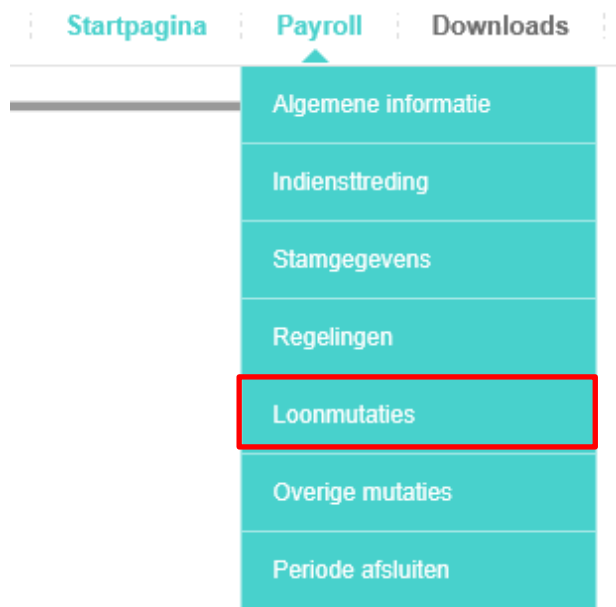 Startpagina Payroll Downloads
Algemene informatie
Indiensttreding
Stamgegevens
Regelingen
Loonmutaties
Overige mutaties
Periode afsluiten